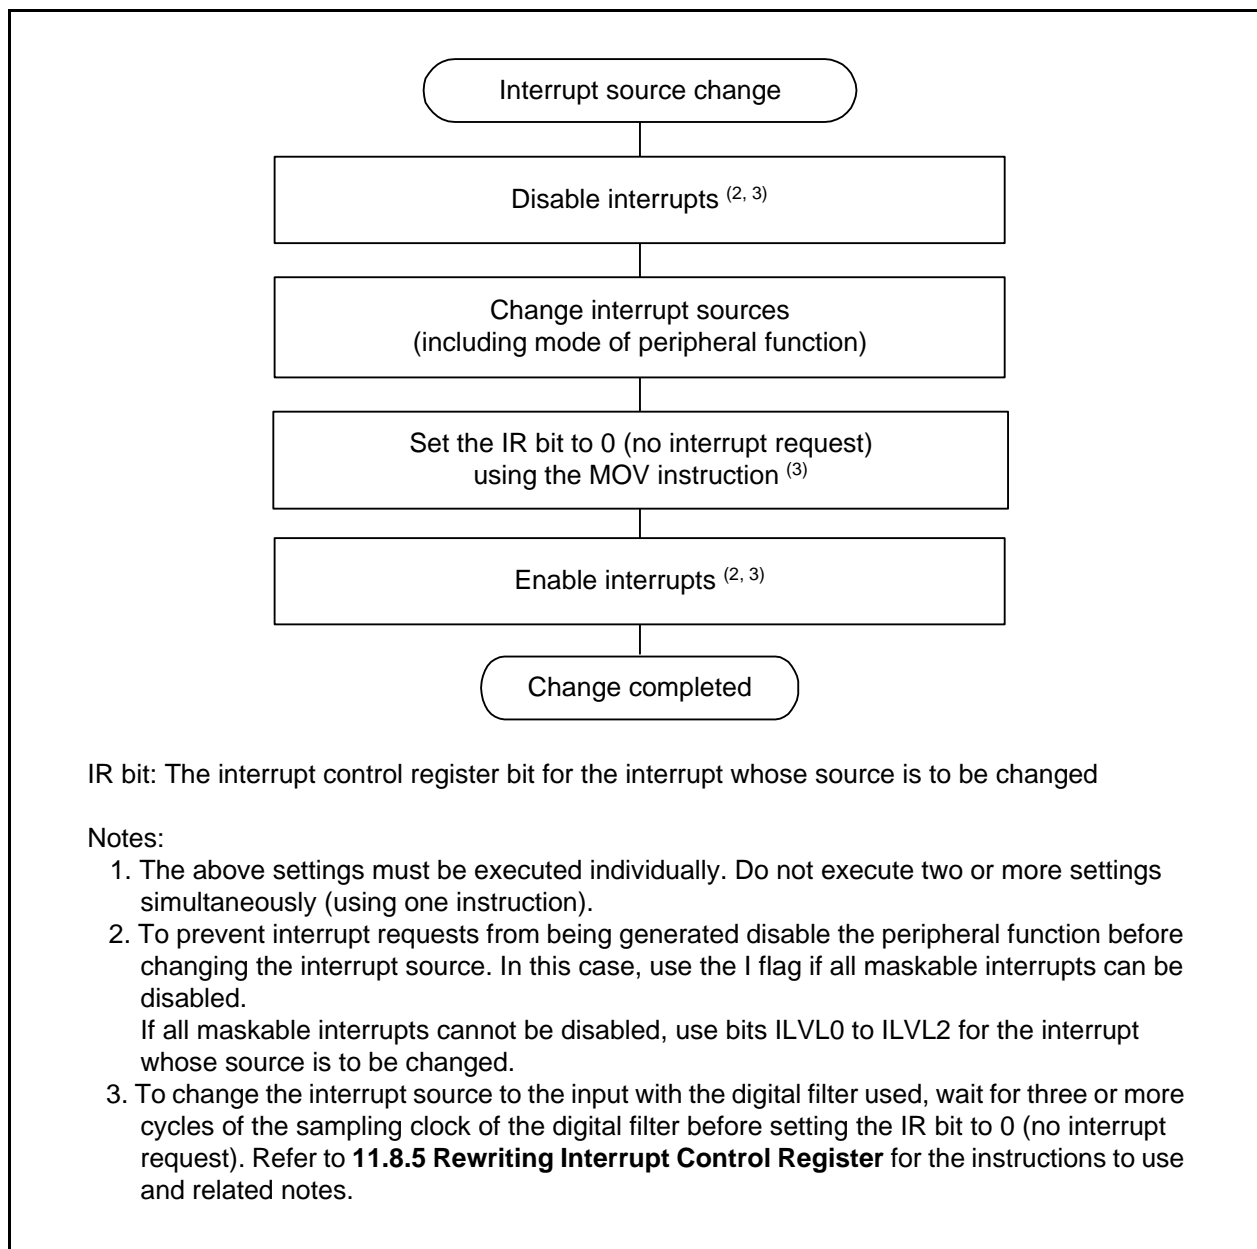 Interrupt source change
Disable interrupts (2, 3)
Change interrupt sources
(including mode of peripheral function)
Set the IR bit to 0 (no interrupt request)
using the MOV instruction (3)
Enable interrupts (2, 3)
Change completed
IR bit: The interrupt control register bit for the interrupt whose source is to be changed
Notes:
1. The above settings must be executed individually. Do not execute two or more settings
simultaneously (using one instruction).
2. To prevent interrupt requests from being generated disable the peripheral function before
changing the interrupt source. In this case, use the I flag if all maskable interrupts can be
disabled.
If all maskable interrupts cannot be disabled, use bits ILVL0 to ILVL2 for the interrupt
whose source is to be changed.
3. To change the interrupt source to the input with the digital filter used, wait for three or more
cycles of the sampling clock of the digital filter before setting the IR bit to 0 (no interrupt
request). Refer to 11.8.5 Rewriting Interrupt Control Register for the instructions to use
and related notes.